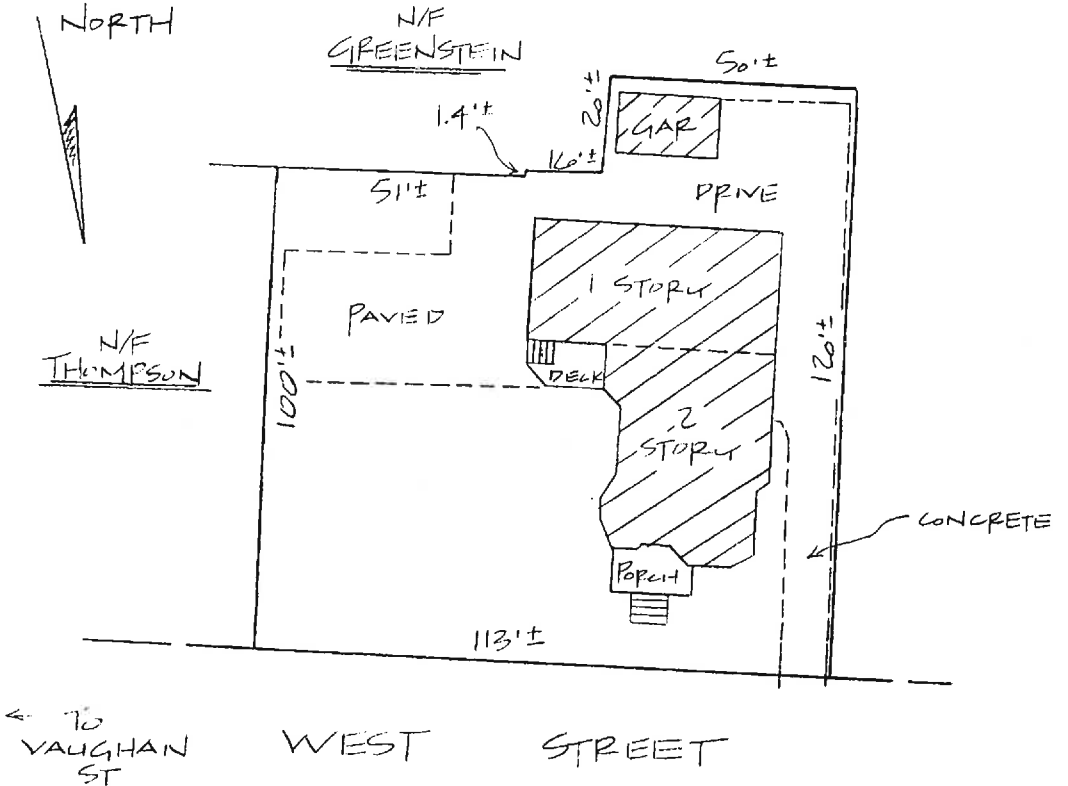 NORTH
N/F
GREENSTEIN
50'±
20'±
1.4'±
GAR
16'±
51'±
DRIVE
1 STORY
PAVED
N/F
THOMPSON
100'±
120'±
DECK
2
STORY
CONCRETE
PORCH
113'±
← TO
VAUGHAN
ST
WEST STREET